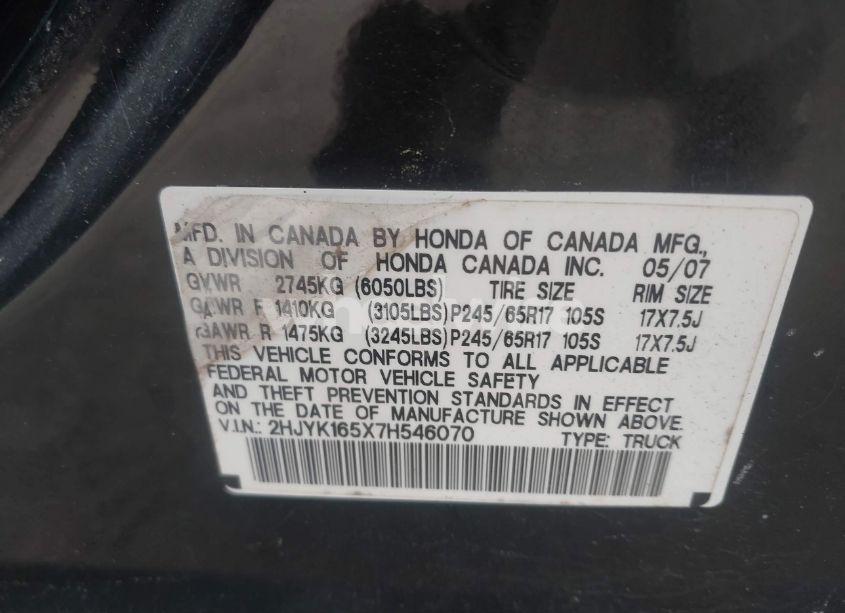 MFD. IN CANADA BY HONDA OF CANADA MFG.,
A DIVISION OF HONDA CANADA INC. 05/07
GVWR 2745KG (6050LBS) TIRE SIZE RIM SIZE
GAWR F 1410KG (3105LBS) P245/65R17 105S 17X7.5J
GAWR R 1475KG (3245LBS) P245/65R17 105S 17X7.5J
THIS VEHICLE CONFORMS TO ALL APPLICABLE
FEDERAL MOTOR VEHICLE SAFETY
AND THEFT PREVENTION STANDARDS IN EFFECT
ON THE DATE OF MANUFACTURE SHOWN ABOVE.
V.I.N.: 2HJYK165X7H546070 TYPE: TRUCK